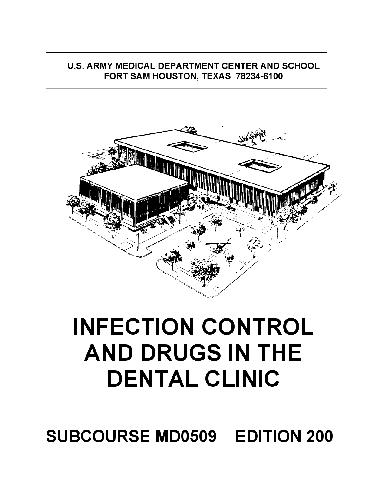 U.S. ARMY MEDICAL DEPARTMENT CENTER AND SCHOOL
FORT SAM HOUSTON, TEXAS 78234-6100
INFECTION CONTROL
AND DRUGS IN THE
DENTAL CLINIC
SUBCOURSE MD0509 EDITION 200